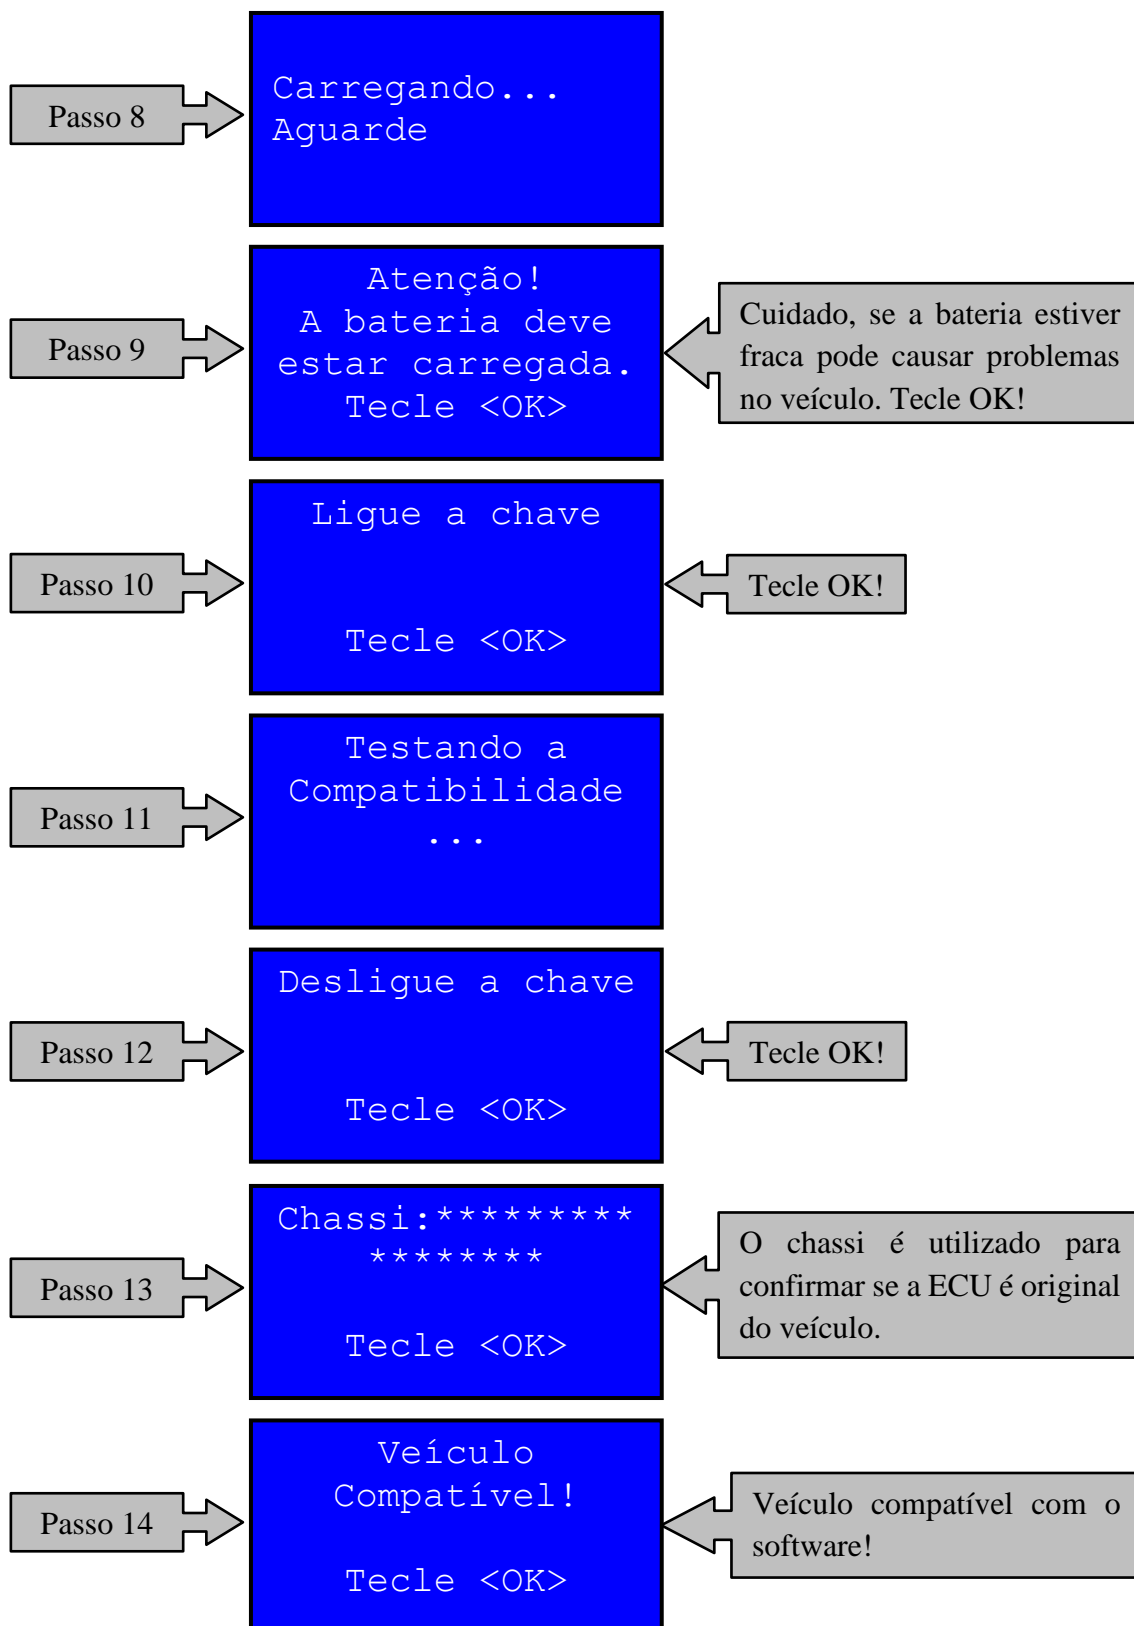 Passo 8
Carregando...
Aguarde
Passo 9
Atenção!
A bateria deve
estar carregada.
Tecle <OK>
Cuidado, se a bateria estiver
fraca pode causar problemas
no veículo. Tecle OK!
Passo 10
Ligue a chave
Tecle <OK>
Tecle OK!
Passo 11
Testando a
Compatibilidade
...
Passo 12
Desligue a chave
Tecle <OK>
Tecle OK!
Passo 13
Chassi:*********
********
Tecle <OK>
O chassi é utilizado para
confirmar se a ECU é original
do veículo.
Passo 14
Veículo
Compatível!
Tecle <OK>
Veículo compatível com o
software!